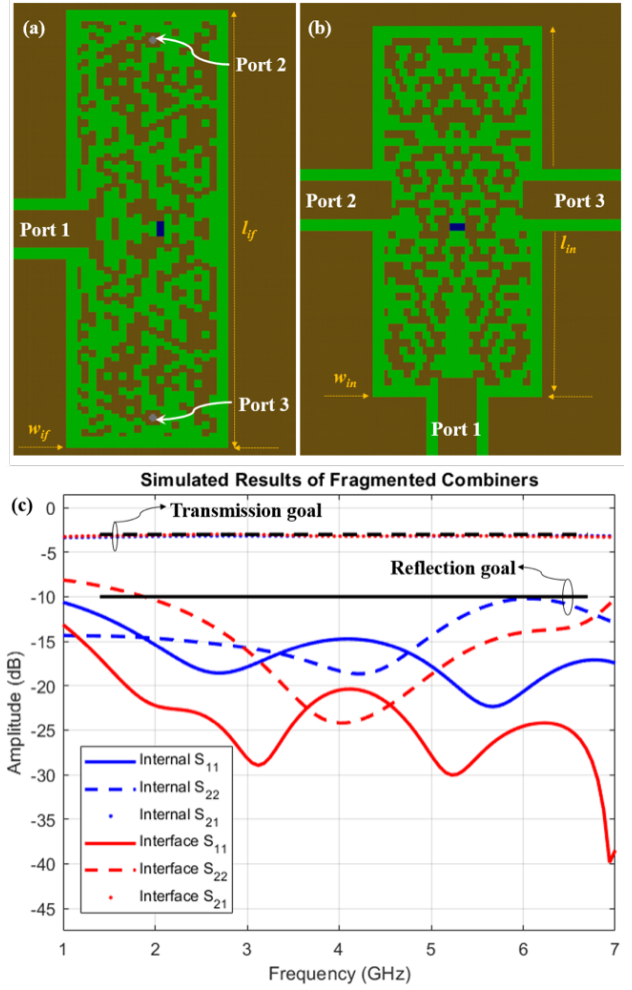 (a)
Port 2
Port 1
l_if
Port 3
w_if
(b)
Port 2
Port 3
l_in
w_in
Port 1
Simulated Results of Fragmented Combiners
(c)
0
-5
-10
-15
-20
-25
-30
-35
-40
-45
Amplitude (dB)
Transmission goal
Reflection goal
Internal S₁₁
Internal S₂₂
Internal S₂₁
Interface S₁₁
Interface S₂₂
Interface S₂₁
1 2 3 4 5 6 7
Frequency (GHz)